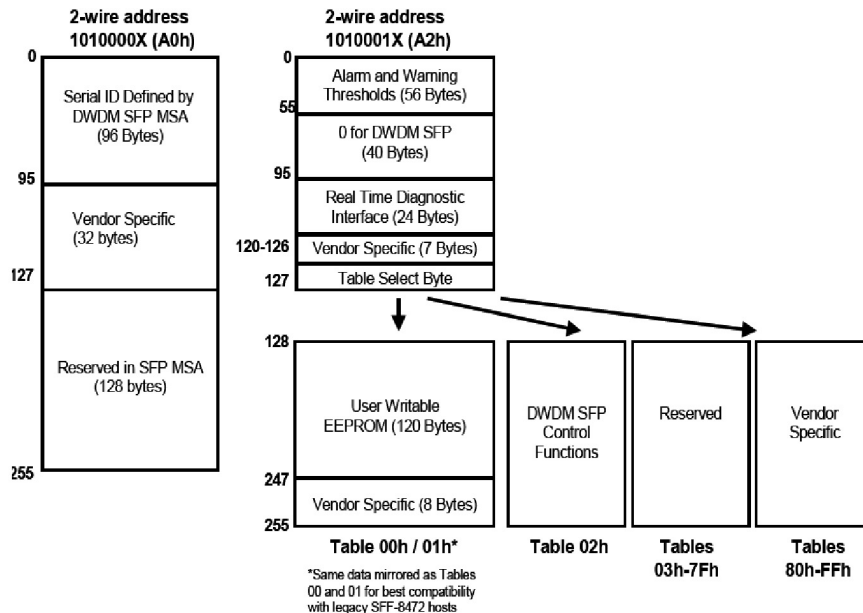 2-wire address
1010000X (A0h)
0
Serial ID Defined by
DWDM SFP MSA
(96 Bytes)
95
Vendor Specific
(32 bytes)
127
Reserved in SFP MSA
(128 bytes)
255
2-wire address
1010001X (A2h)
0
Alarm and Warning
Thresholds (56 Bytes)
55
0 for DWDM SFP
(40 Bytes)
95
Real Time Diagnostic
Interface (24 Bytes)
120-126
Vendor Specific (7 Bytes)
127
Table Select Byte
128
User Writable
EEPROM (120 Bytes)
247
Vendor Specific (8 Bytes)
255
Table 00h / 01h*
*Same data mirrored as Tables
00 and 01 for best compatibility
with legacy SFF-8472 hosts
DWDM SFP
Control
Functions
Table 02h
Reserved
Tables
03h-7Fh
Vendor
Specific
Tables
80h-FFh